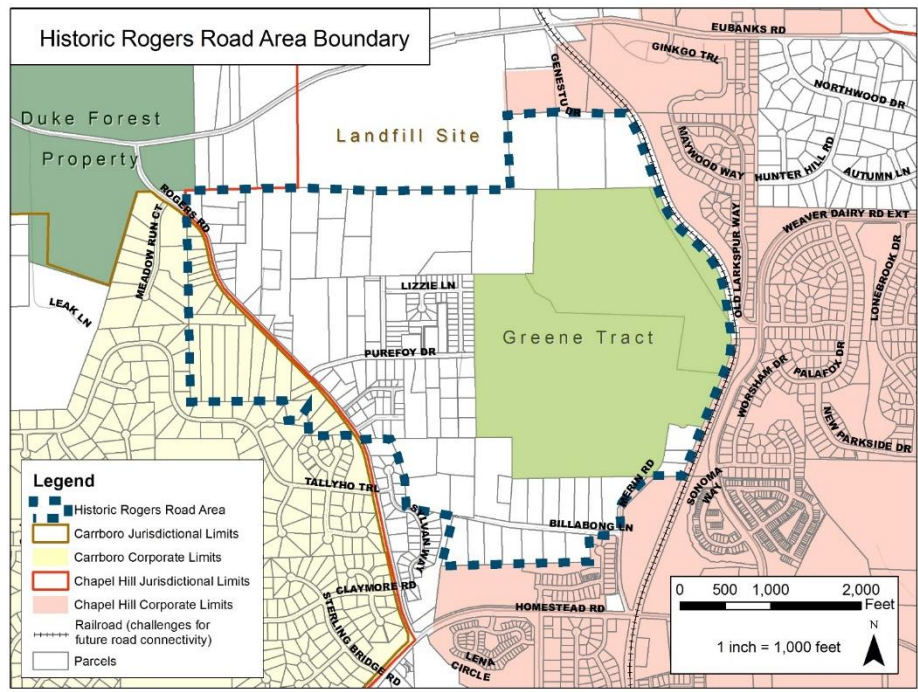 Historic Rogers Road Area Boundary
EUBANKS RD
GINKGO TRL
GENESTU DR
NORTHWOOD DR
Duke Forest
Property
Landfill Site
MAYWOOD WAY
HUNTER HILL RD
AUTUMN LN
ROGERS RD
MEADOW RUN CT
WEAVER DAIRY RD EXT
OLD LARKSPUR WAY
LONEBROOK DR
LEAK LN
LIZZIE LN
Greene Tract
PUREFOY DR
WORSHAM DR
PALAFOX DR
NEW PARKSIDE DR
TALLYHO TRL
MERIN RD
SONOMA WAY
SYLVAN WAY
BILLABONG LN
CLAYMORE RD
HOMESTEAD RD
STERLING BRIDGE RD
LENA
CIRCLE
Legend
Historic Rogers Road Area
Carrboro Jurisdictional Limits
Carrboro Corporate Limits
Chapel Hill Jurisdictional Limits
Chapel Hill Corporate Limits
Railroad (challenges for
future road connectivity)
Parcels
0 500 1,000 2,000
Feet
N
1 inch = 1,000 feet